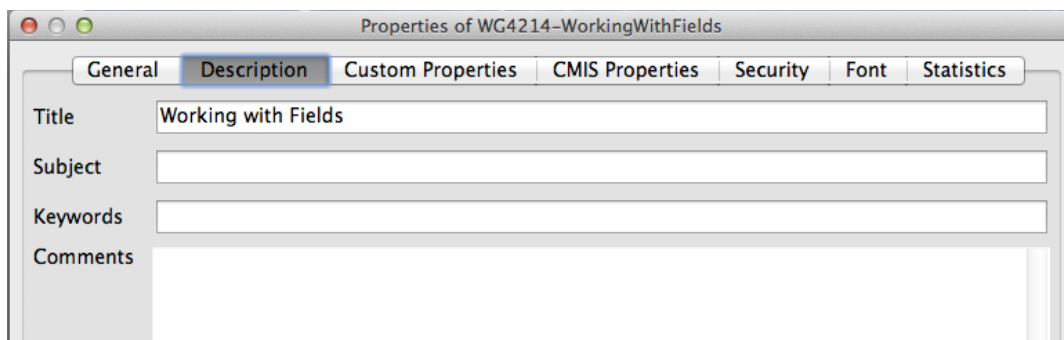 Properties of WG4214-WorkingWithFields
General Description Custom Properties CMIS Properties Security Font Statistics
Title Working with Fields
Subject
Keywords
Comments